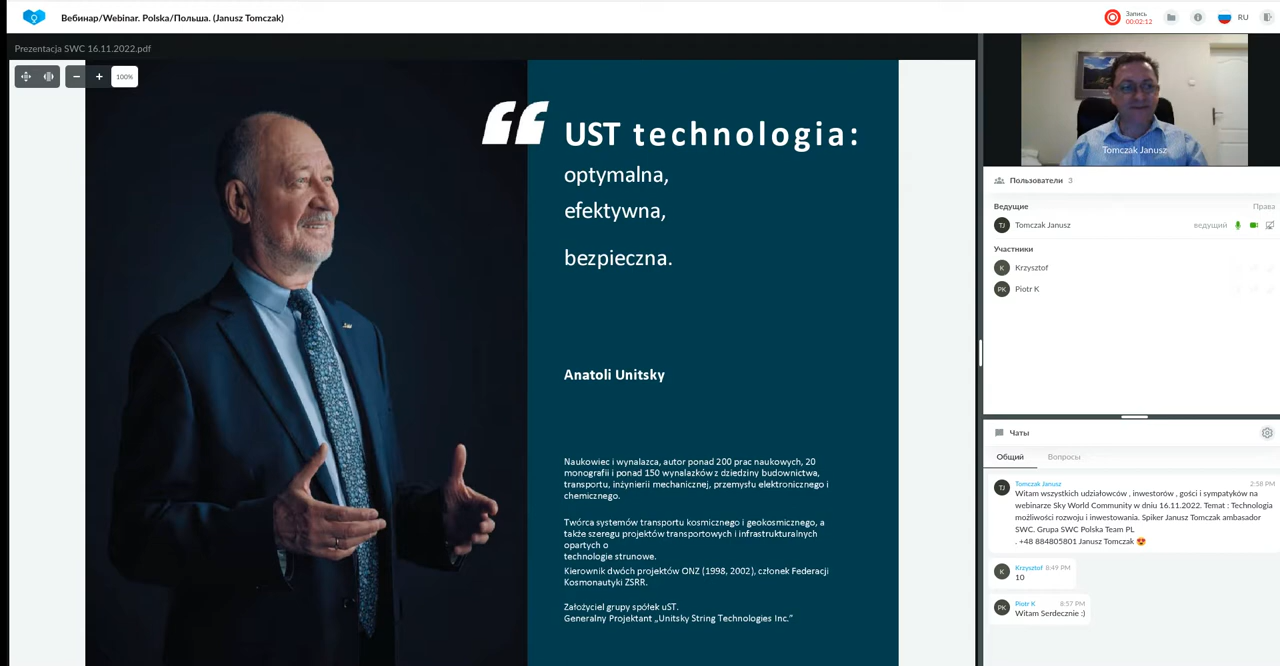 Вебинар/Webinar. Polska/Польша. (Janusz Tomczak)
Запись
00:02:12
RU
Prezentacja SWC 16.11.2022.pdf
100%
UST technologia:
optymalna,
efektywna,
bezpieczna.
Anatoli Unitsky
Naukowiec i wynalazca, autor ponad 200 prac naukowych, 20
monografii i ponad 150 wynalazków z dziedziny budownictwa,
transportu, inżynierii mechanicznej, przemysłu elektronicznego i
chemicznego.
Twórca systemów transportu kosmicznego i geokosmicznego, a
także szeregu projektów transportowych i infrastrukturalnych
opartych o
technologie strunowe.
Kierownik dwóch projektów ONZ (1998, 2002), członek Federacji
Kosmonautyki ZSRR.
Założyciel grupy spółek uST.
Generalny Projektant „Unitsky String Technologies Inc.”
Tomczak Janusz
Пользователи 3
Ведущие Права
TJ Tomczak Janusz ведущий
Участники
K Krzysztof
PK Piotr K
Чаты
Общий Вопросы
TJ Tomczak Janusz 2:58 PM
Witam wszystkich udziałowców , inwestorów , gości i sympatyków na
webinarze Sky World Community w dniu 16.11.2022. Temat : Technologia
możliwości rozwoju i inwestowania. Spiker Janusz Tomczak ambasador
SWC. Grupa SWC Polska Team PL
. +48 884805801 Janusz Tomczak 😍
K Krzysztof 8:49 PM
10
PK Piotr K 8:57 PM
Witam Serdecznie :)